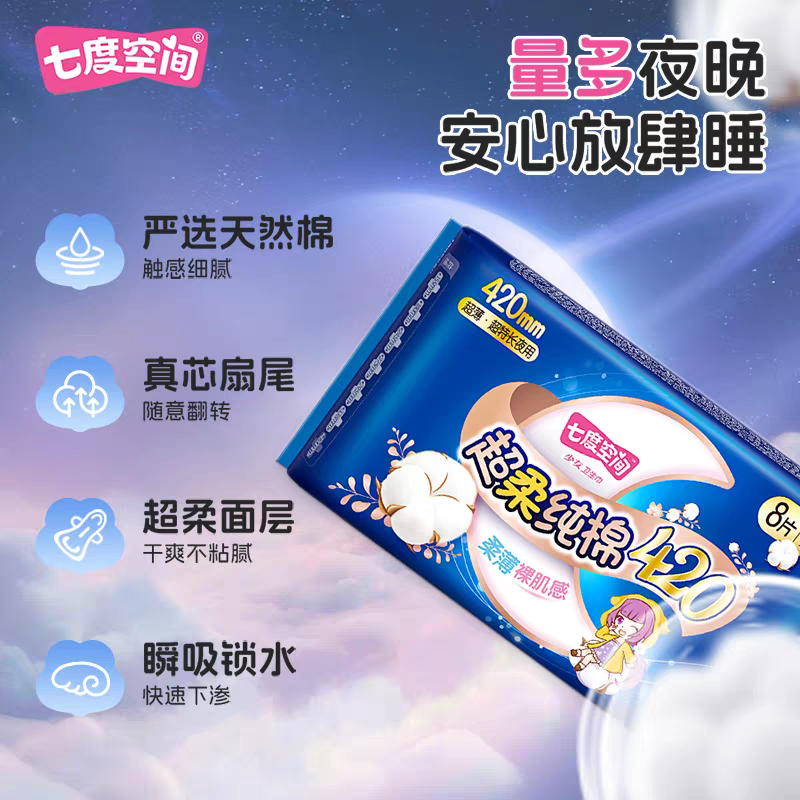 七度空间®
量多夜晚
安心放肆睡
严选天然棉
触感细腻
真芯扇尾
随意翻转
超柔面层
干爽不粘腻
瞬吸锁水
快速下渗
420mm
超薄·超特长夜用
七度空间
少女卫生巾
超柔纯棉420
柔薄裸肌感
8片